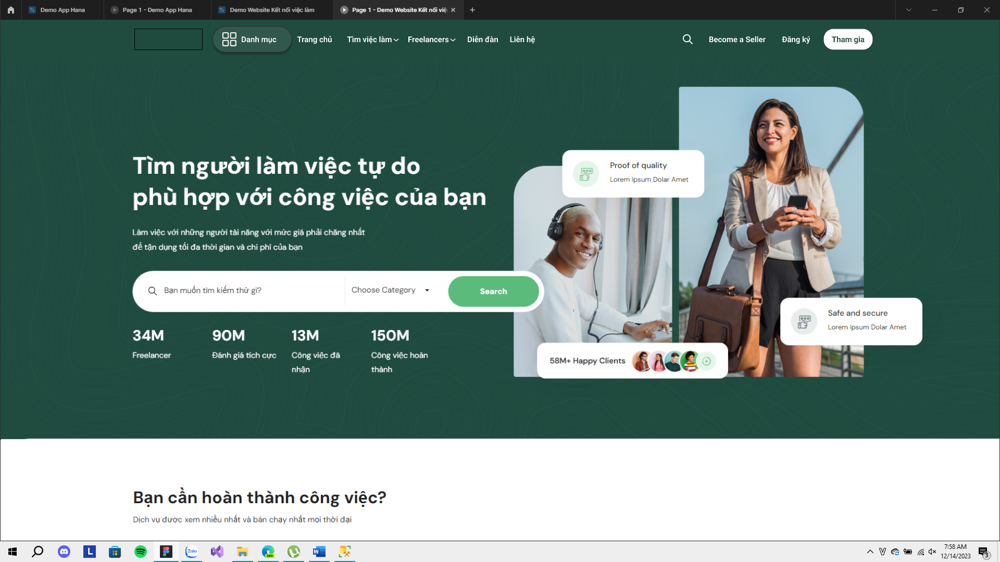 Demo App Hana
Page 1 - Demo App Hana
Demo Website Kết nối việc làm
Page 1 - Demo Website Kết nối việ
Danh mục
Trang chủ
Tìm việc làm
Freelancers
Diễn đàn
Liên hệ
Become a Seller
Đăng ký
Tham gia
Tìm người làm việc tự do
phù hợp với công việc của bạn
Làm việc với những người tài năng với mức giá phải chăng nhất
để tận dụng tối đa thời gian và chi phí của bạn
Bạn muốn tìm kiếm thứ gì?
Choose Category
Search
34M
Freelancer
90M
Đánh giá tích cực
13M
Công việc đã
nhận
150M
Công việc hoàn
thành
Proof of quality
Lorem Ipsum Dolar Amet
Safe and secure
Lorem Ipsum Dolar Amet
58M+ Happy Clients
Bạn cần hoàn thành công việc?
Dịch vụ được xem nhiều nhất và bán chạy nhất mọi thời đại
L
Zalo
DEV
7:58 AM
12/14/2023
3